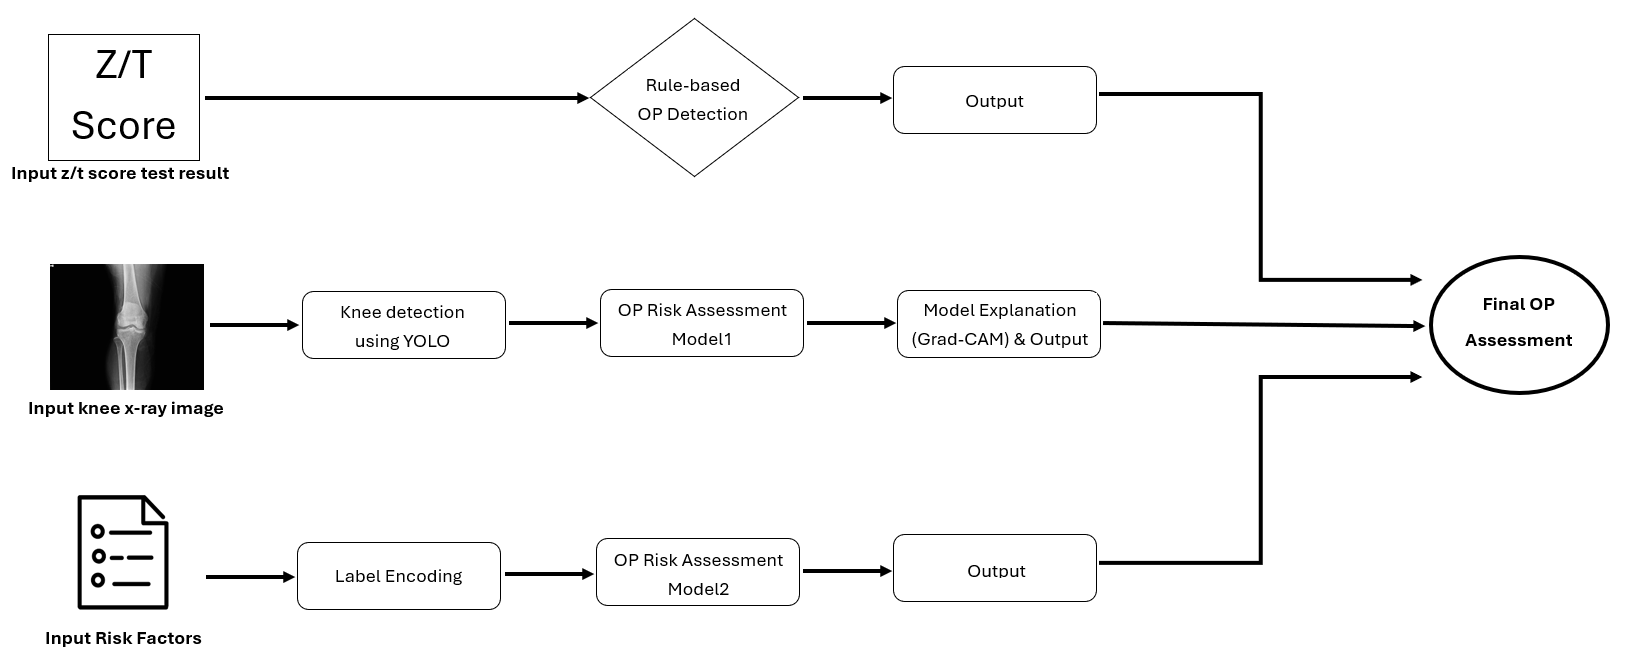 Z/T
Score
Input z/t score test result
Rule-based
OP Detection
Output
Input knee x-ray image
Knee detection
using YOLO
OP Risk Assessment
Model1
Model Explanation
(Grad-CAM) & Output
Final OP
Assessment
Input Risk Factors
Label Encoding
OP Risk Assessment
Model2
Output